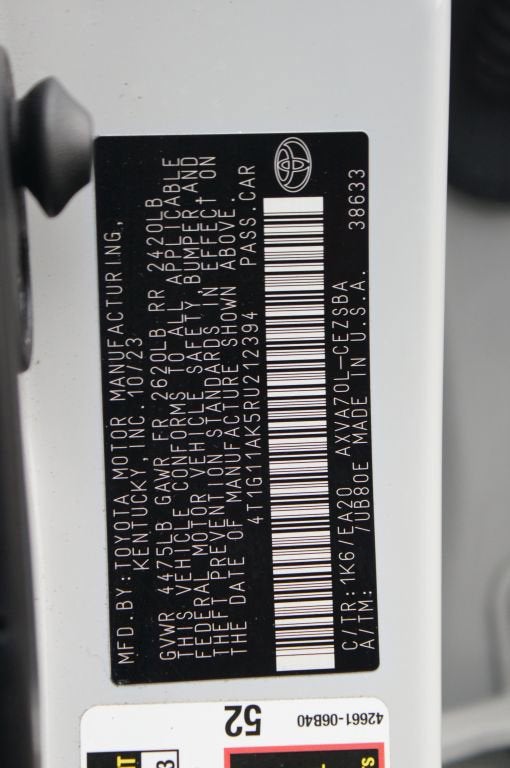 MFD. BY: TOYOTA MOTOR MANUFACTURING,
KENTUCKY, INC. 10/23
GVWR 4475LB GAWR FR 2620LB RR 2420LB
THIS VEHICLE CONFORMS TO ALL APPLICABLE
FEDERAL MOTOR VEHICLE SAFETY, BUMPER AND
THEFT PREVENTION STANDARDS IN EFFECT ON
THE DATE OF MANUFACTURE SHOWN ABOVE.
4T1G11AK5RU212394 PASS. CAR
C/TR: 1K6/EA20 AXVA70L-CEZSBA
A/TM: /UB80E MADE IN U.S.A. 38633
52
42661-06B40